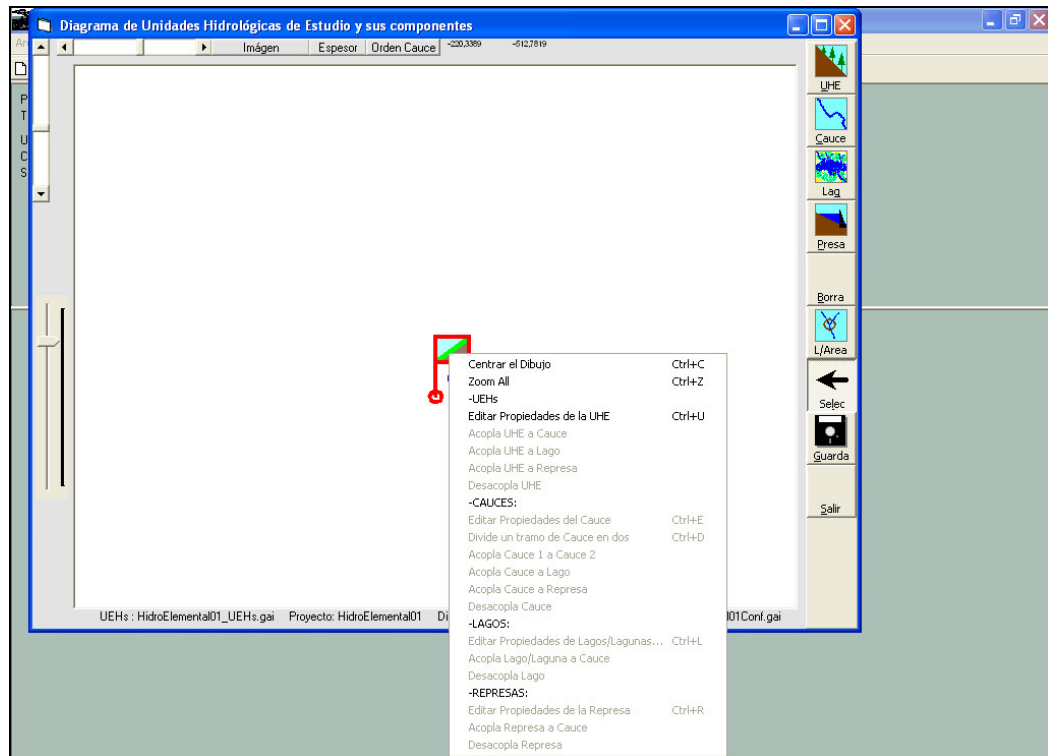 Diagrama de Unidades Hidrológicas de Estudio y sus componentes
Imágen Espesor Orden Cauce -220,3389 -512,7819
Ar
P
T
U
C
S
UHE
Cauce
Lag
Presa
Borra
L/Area
Selec
Guarda
Salir
Centrar el Dibujo Ctrl+C
Zoom All Ctrl+Z
-UEHs
Editar Propiedades de la UHE Ctrl+U
Acopla UHE a Cauce
Acopla UHE a Lago
Acopla UHE a Represa
Desacopla UHE
-CAUCES:
Editar Propiedades del Cauce Ctrl+E
Divide un tramo de Cauce en dos Ctrl+D
Acopla Cauce 1 a Cauce 2
Acopla Cauce a Lago
Acopla Cauce a Represa
Desacopla Cauce
-LAGOS:
Editar Propiedades de Lagos/Lagunas... Ctrl+L
Acopla Lago/Laguna a Cauce
Desacopla Lago
-REPRESAS:
Editar Propiedades de la Represa Ctrl+R
Acopla Represa a Cauce
Desacopla Represa
UEHs : HidroElemental01_UEHs.gai Proyecto: HidroElemental01 Di 01Conf.gai